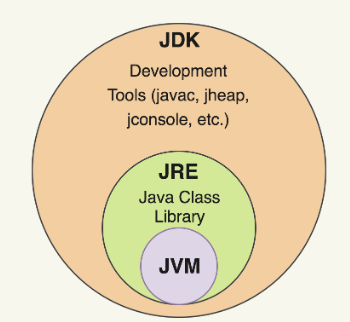 JDK
Development
Tools (javac, jheap,
jconsole, etc.)
JRE
Java Class
Library
JVM